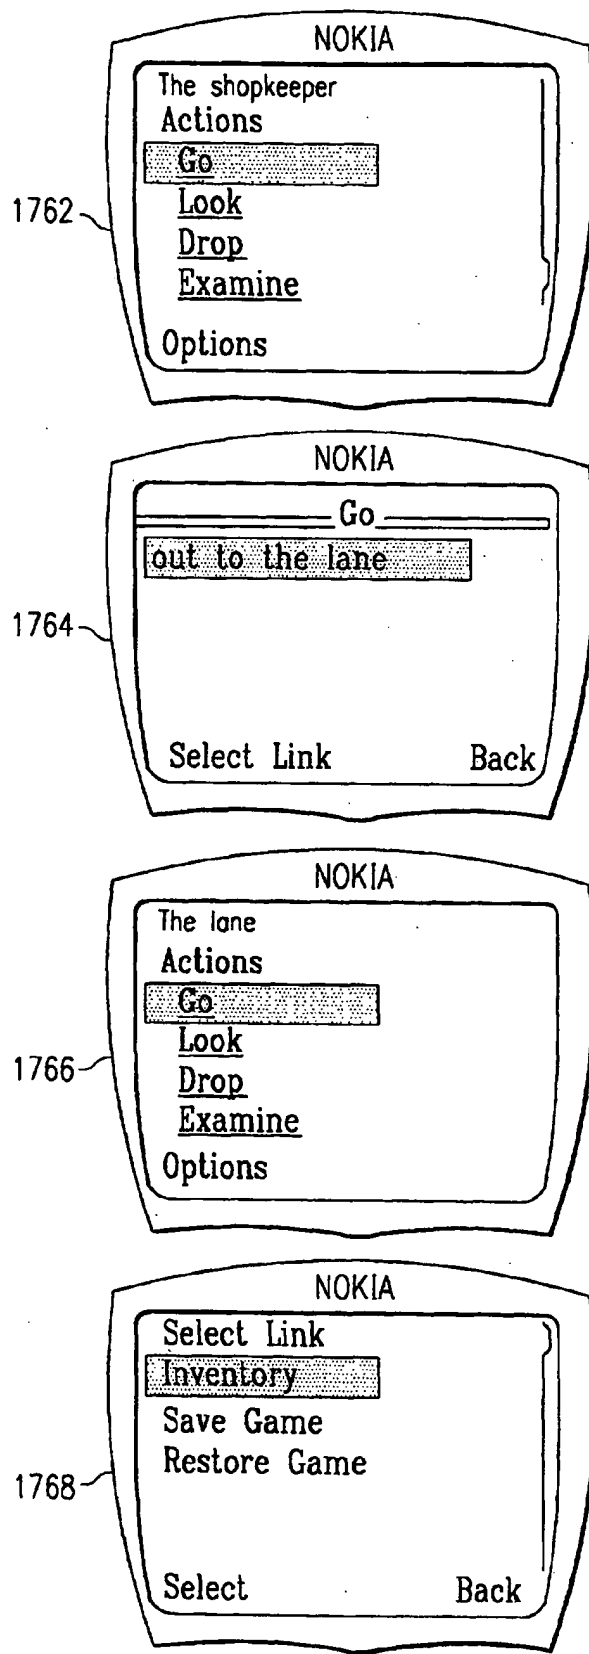 NOKIA
The shopkeeper
Actions
Go
Look
1762
Drop
Examine
Options
NOKIA
Go
out to the lane
1764
Select Link Back
NOKIA
The lane
Actions
Go
Look
1766
Drop
Examine
Options
NOKIA
Select Link
Inventory
Save Game
Restore Game
1768
Select Back